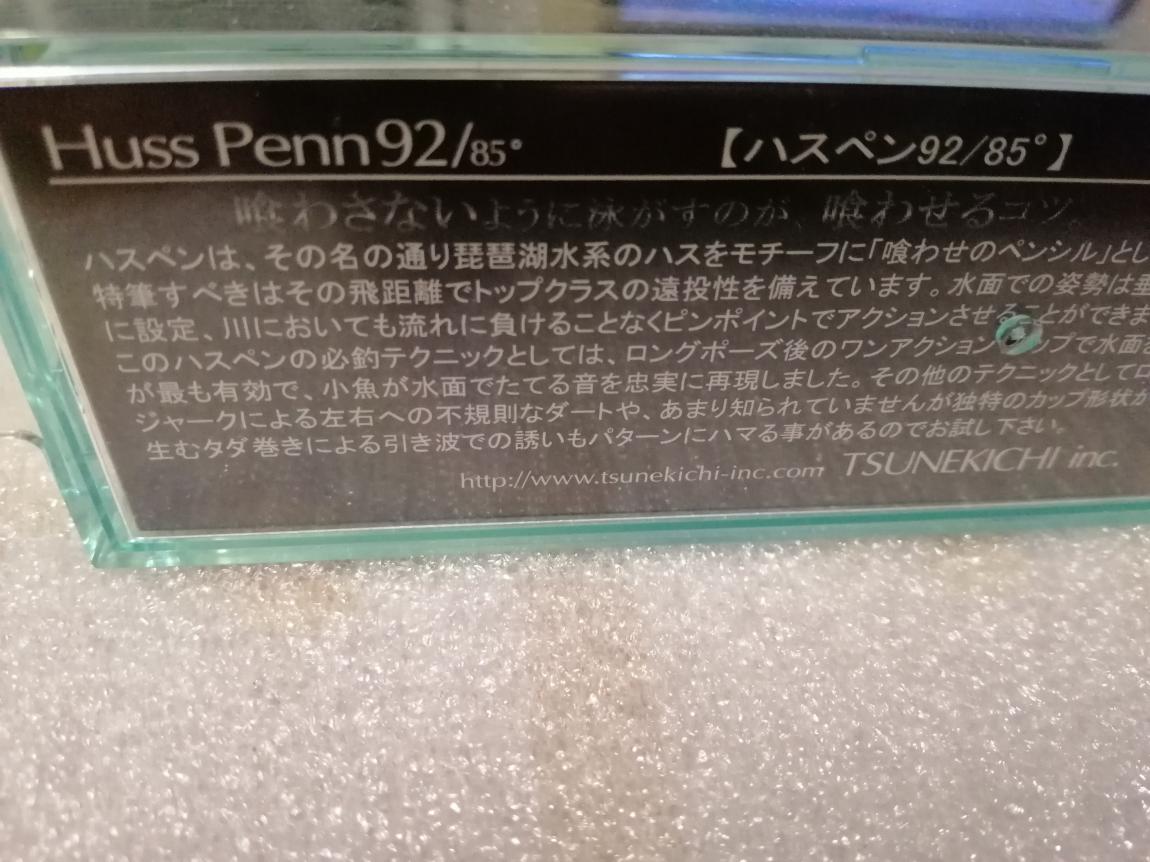 Huss Penn92/85°
【ハスペン92/85°】
喰わさないように泳がすのが、喰わせるコツ。
ハスペンは、その名の通り琵琶湖水系のハスをモチーフに「喰わせのペンシル」とし
特筆すべきはその飛距離でトップクラスの遠投性を備えています。水面での姿勢は垂
に設定、川においても流れに負けることなくピンポイントでアクションさせることができま
このハスペンの必釣テクニックとしては、ロングポーズ後のワンアクション ップで水面
が最も有効で、小魚が水面でたてる音を忠実に再現しました。その他のテクニックとして
ジャークによる左右への不規則なダートや、あまり知られていませんが独特のカップ形状が
生むタダ巻きによる引き波での誘いもパターンにハマる事があるのでお試し下さい。
http://www.tsunekichi-inc.com TSUNEKICHI inc.